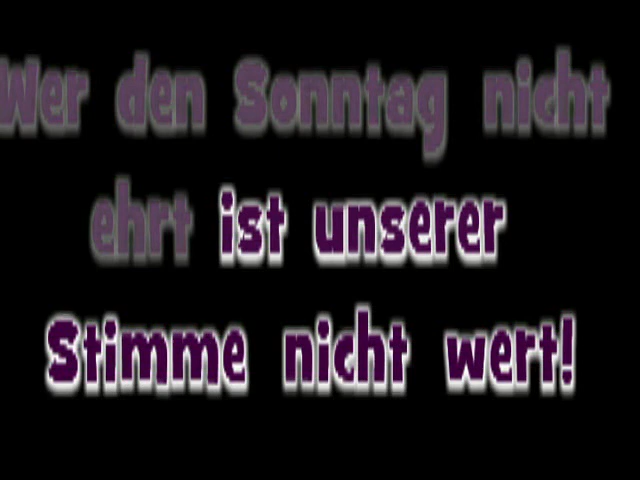 Wer den Sonntag nicht
ehrt ist unserer
Stimme nicht wert!